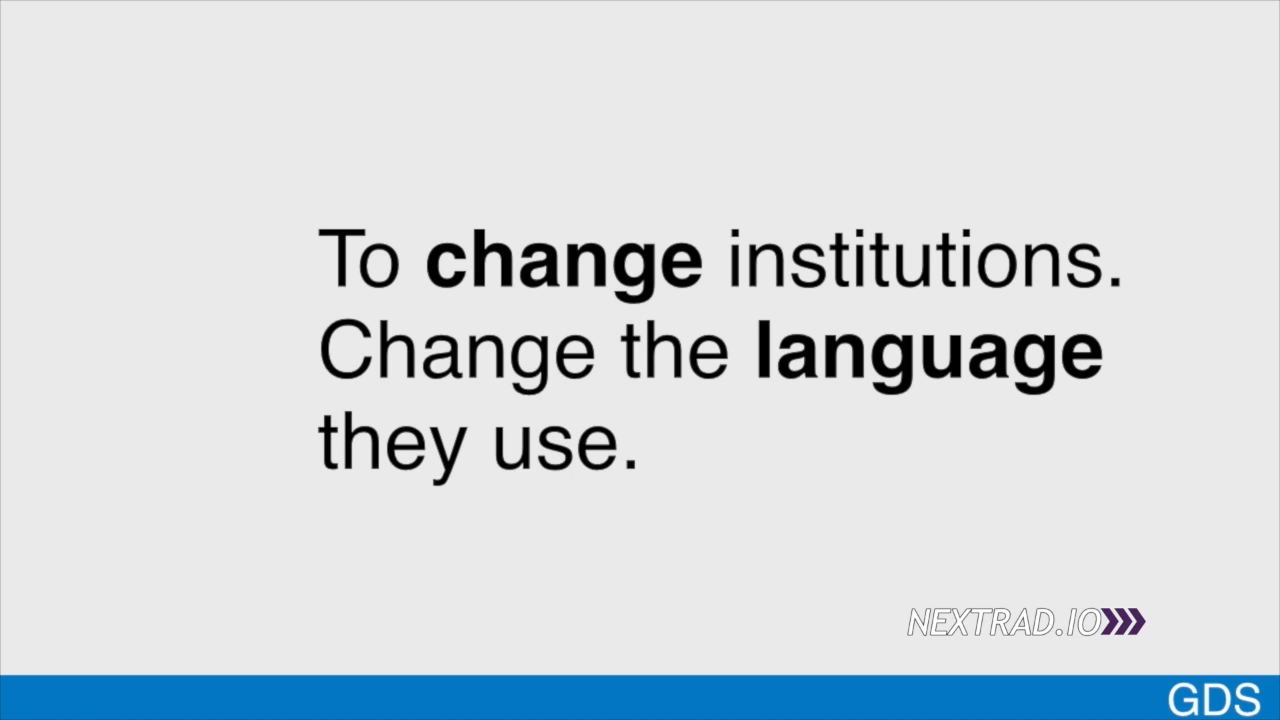 To change institutions.
Change the language
they use.
NEXTRAD.IO
GDS